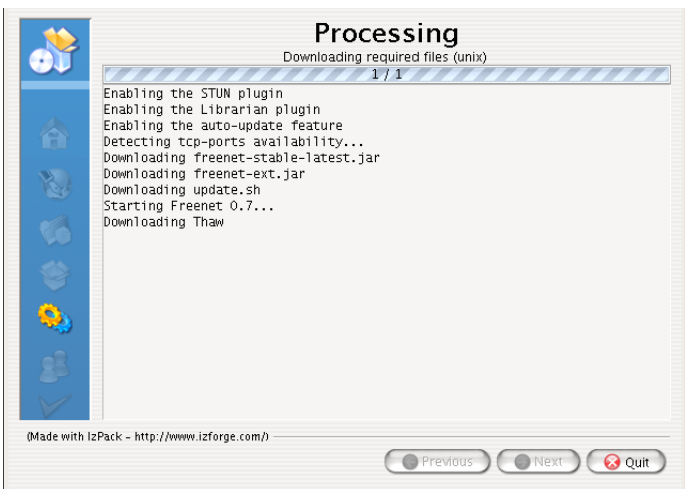 Processing
Downloading required files (unix)
1 / 1
Enabling the STUN plugin
Enabling the Librarian plugin
Enabling the auto-update feature
Detecting tcp-ports availability...
Downloading freenet-stable-latest.jar
Downloading freenet-ext.jar
Downloading update.sh
Starting Freenet 0.7...
Downloading Thaw
(Made with IzPack - http://www.izforge.com/)
Previous
Next
Quit